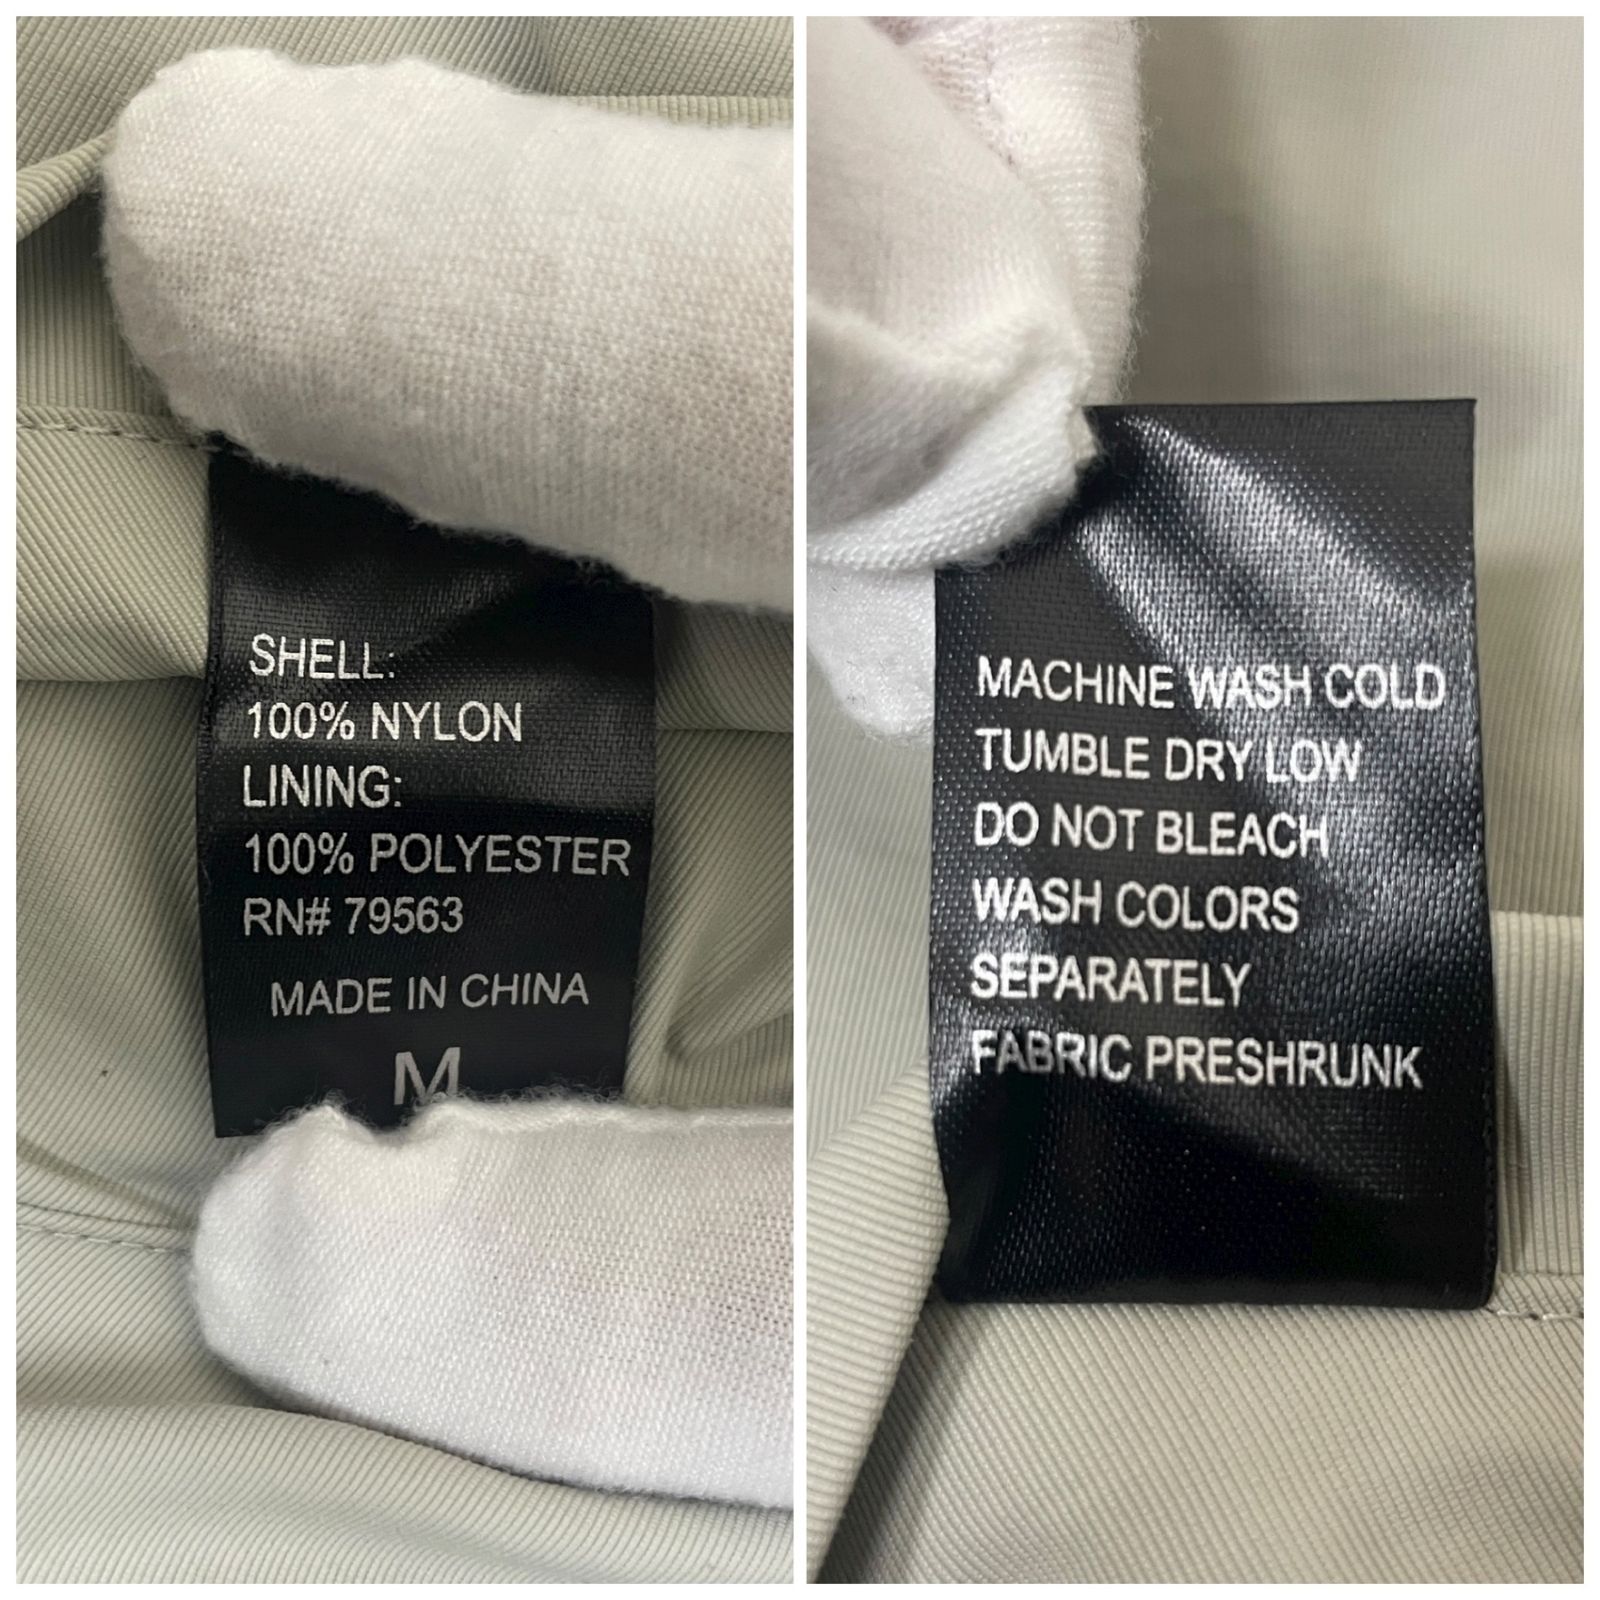 SHELL:
100% NYLON
LINING:
100% POLYESTER
RN# 79563
MADE IN CHINA
M
MACHINE WASH COLD
TUMBLE DRY LOW
DO NOT BLEACH
WASH COLORS
SEPARATELY
FABRIC PRESHRUNK